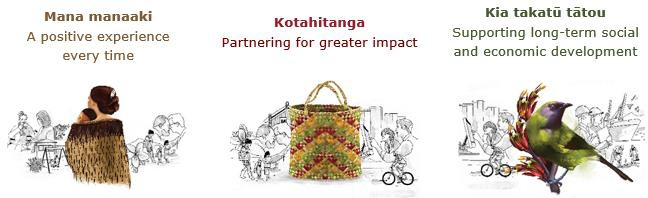 Mana manaaki
A positive experience
every time
Kotahitanga
Partnering for greater impact
Kia takatū tātou
Supporting long-term social
and economic development